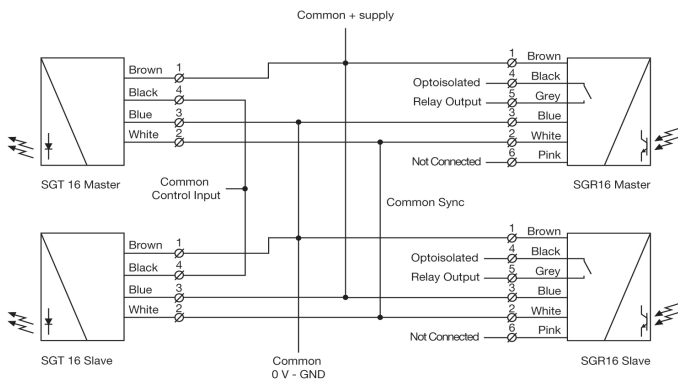 Common + supply
Brown 1
Black 4
Blue 3
White 2
SGT 16 Master
1 Brown
Optoisolated 4 Black
Relay Output 5 Grey
3 Blue
2 White
Not Connected 6 Pink
SGR16 Master
Common
Control Input
Common Sync
Brown 1
Black 4
Blue 3
White 2
SGT 16 Slave
1 Brown
Optoisolated 4 Black
Relay Output 5 Grey
3 Blue
2 White
Not Connected 6 Pink
SGR16 Slave
Common
0 V - GND